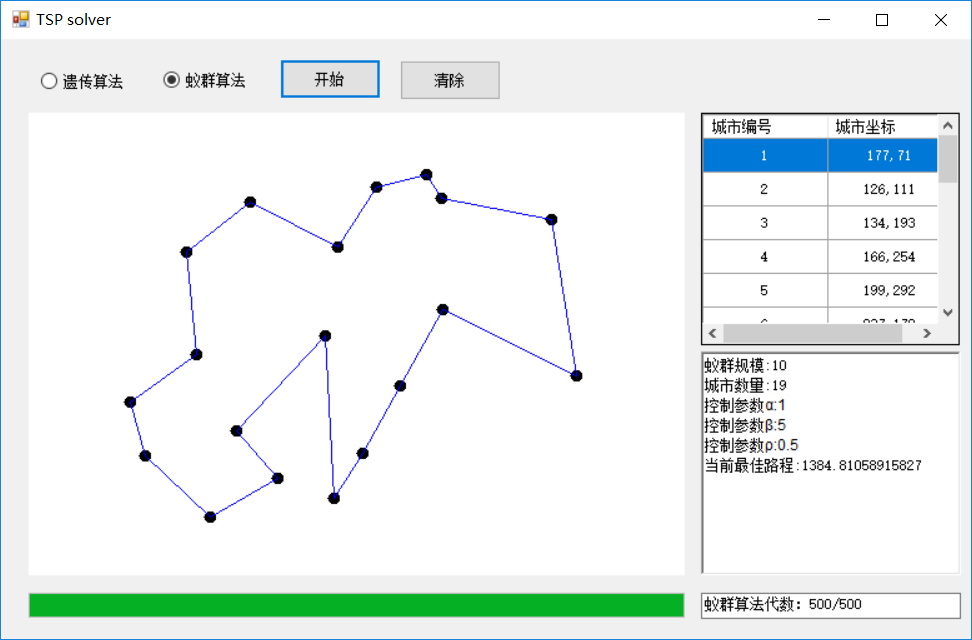 TSP solver
遗传算法
蚁群算法
开始
清除
城市编号 城市坐标
1 177,71
2 126,111
3 134,193
4 166,254
5 199,292
蚁群规模:10
城市数量:19
控制参数α:1
控制参数β:5
控制参数ρ:0.5
当前最佳路程:1384.81058915827
蚁群算法代数: 500/500